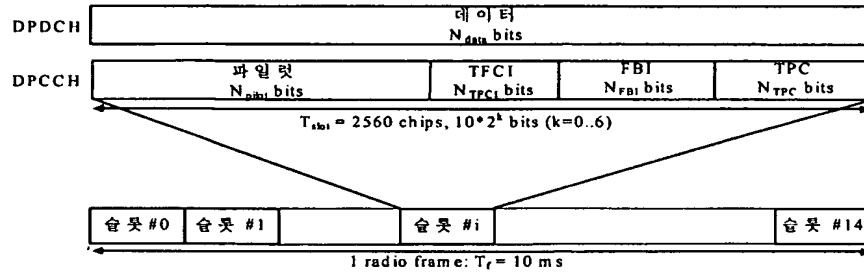 DPDCH
데이터
N_data bits
DPCCH
파일럿
N_pilot bits
TFCI
N_TFCI bits
FBI
N_FBI bits
TPC
N_TPC bits
T_slot = 2560 chips, 10*2^k bits (k=0..6)
슬롯 #0
슬롯 #1
슬롯 #i
슬롯 #14
1 radio frame: T_f = 10 ms